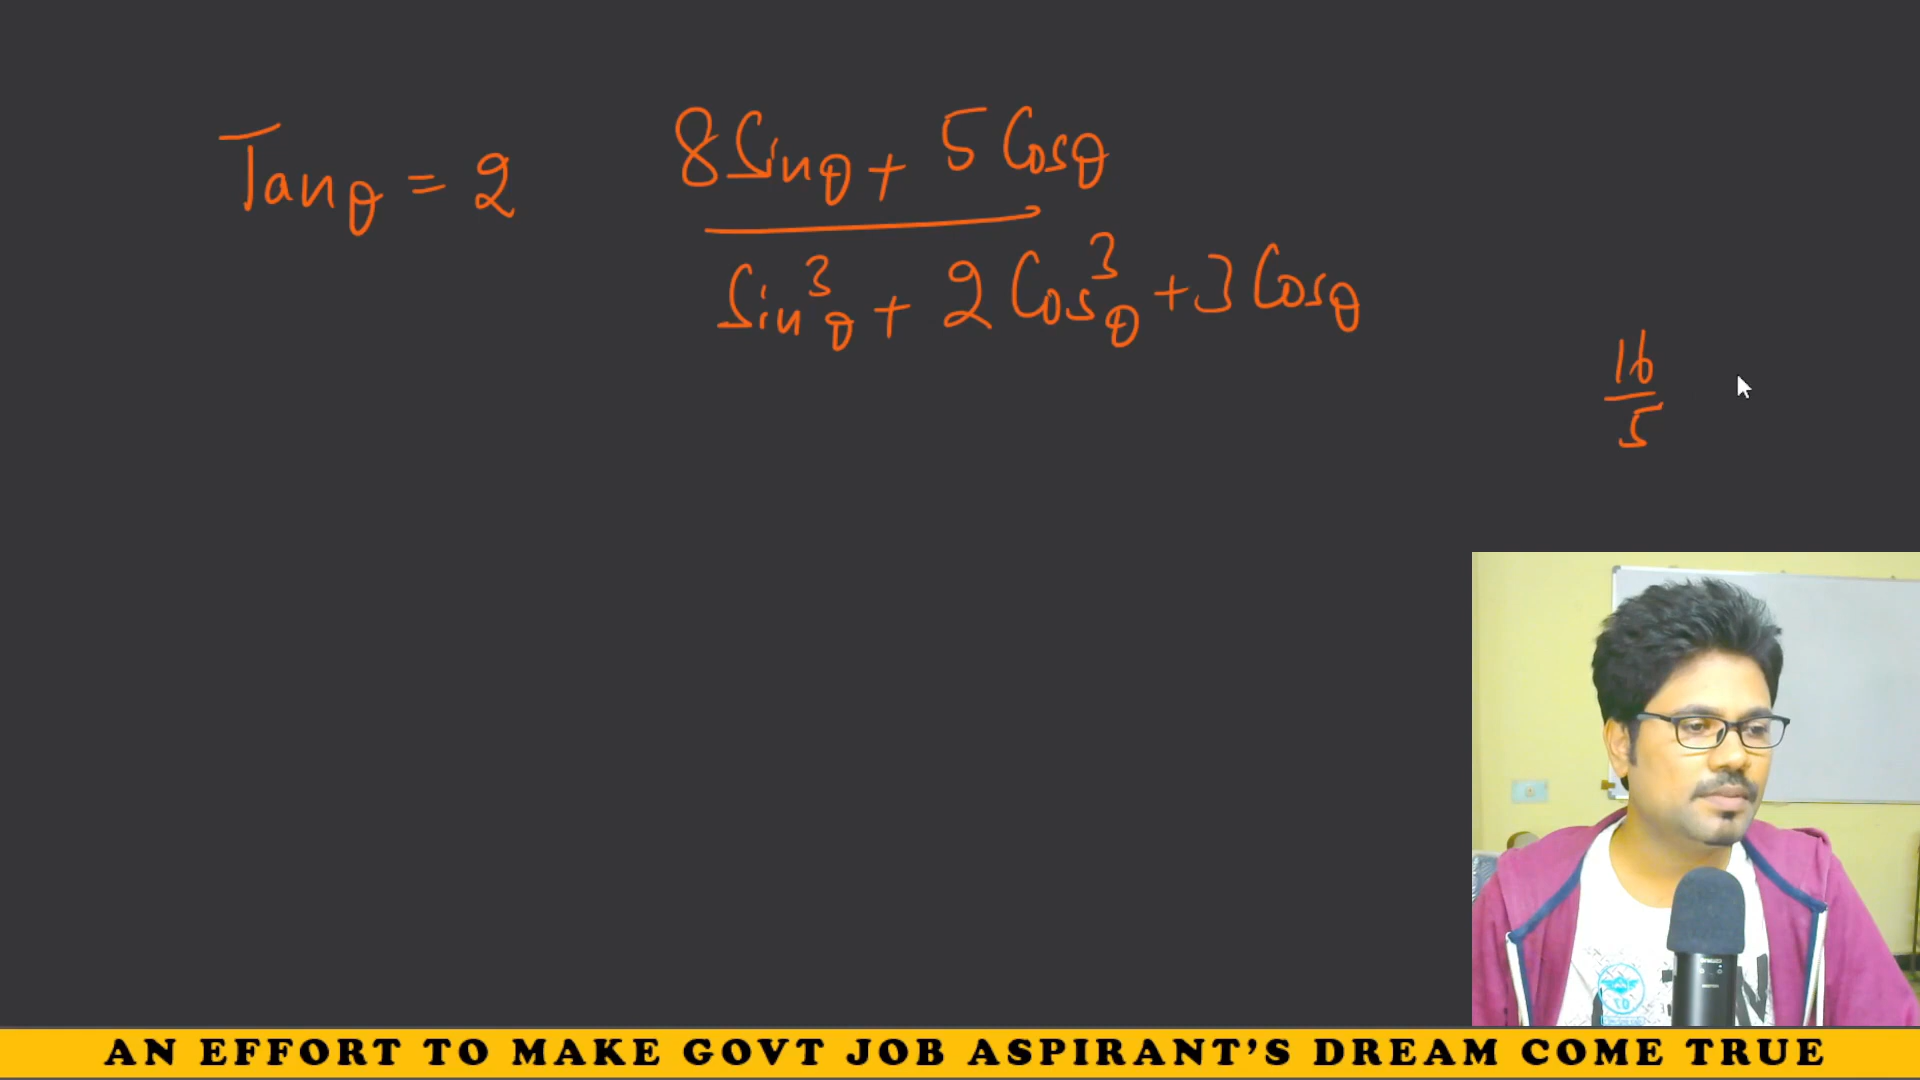 Tanθ = 2
8Sinθ + 5Cosθ
Sin³θ + 2Cos³θ + 3Cosθ
16
5
AN EFFORT TO MAKE GOVT JOB ASPIRANT'S DREAM COME TRUE